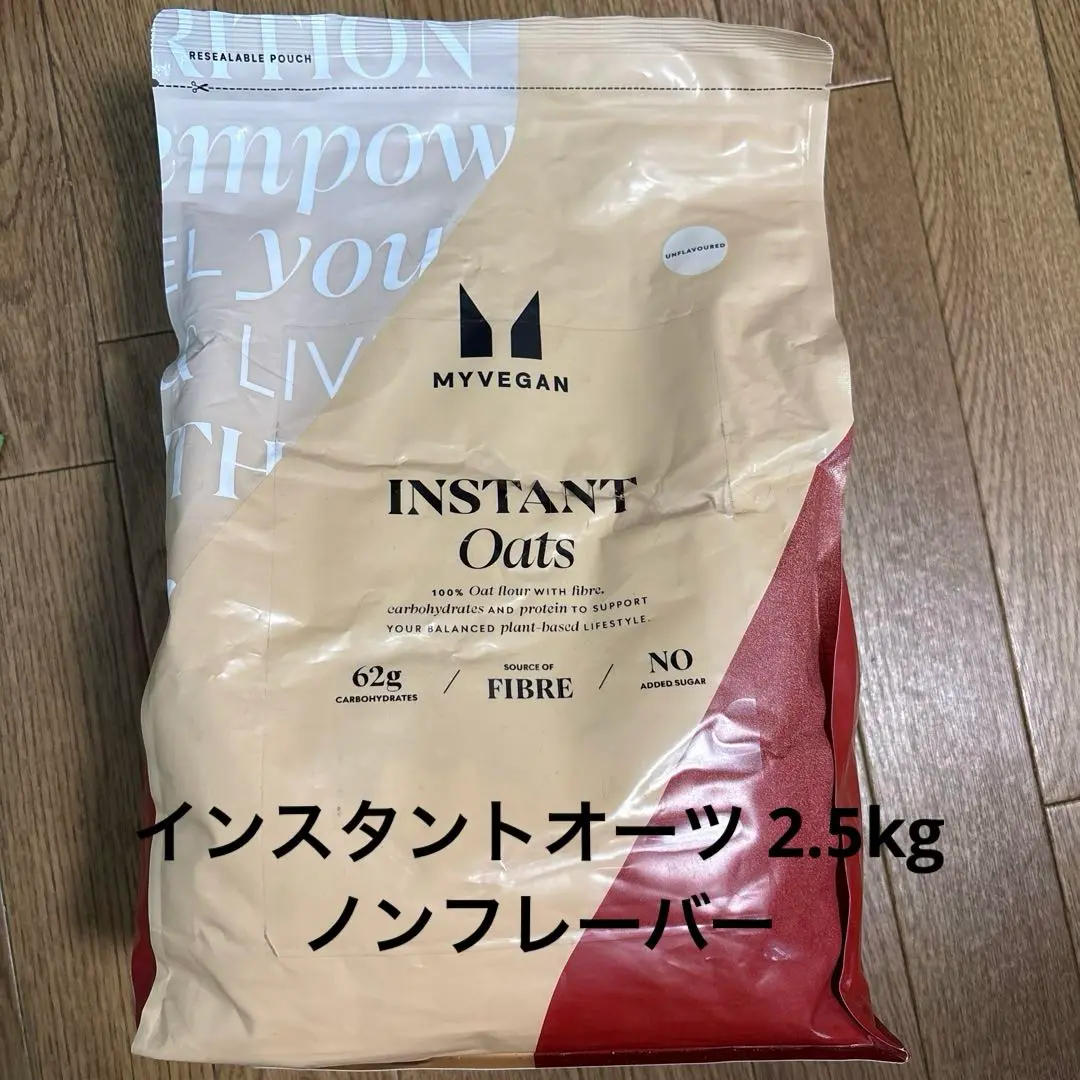 RITION
RESEALABLE POUCH
empow
EL you
LIV
TH
UNFLAVOURED
MYVEGAN
INSTANT
Oats
100% Oat flour WITH fibre,
carbohydrates AND protein TO SUPPORT
YOUR BALANCED plant-based LIFESTYLE.
62g
CARBOHYDRATES
/
SOURCE OF
FIBRE
/
NO
ADDED SUGAR
インスタントオーツ 2.5kg
ノンフレーバー